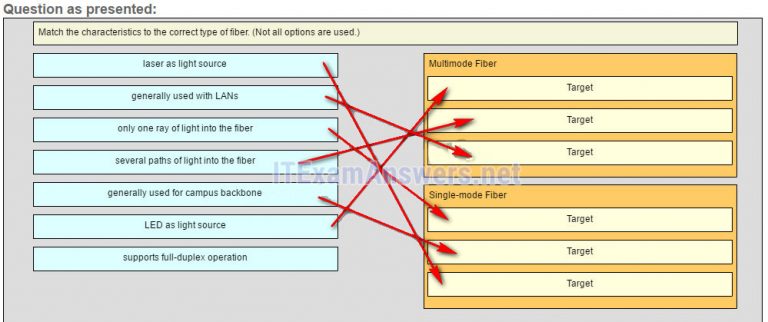 Question as presented:
Match the characteristics to the correct type of fiber. (Not all options are used.)
laser as light source
generally used with LANs
only one ray of light into the fiber
several paths of light into the fiber
generally used for campus backbone
LED as light source
supports full-duplex operation
Multimode Fiber
Target
Target
Target
Single-mode Fiber
Target
Target
Target
ITExamAnswers.net